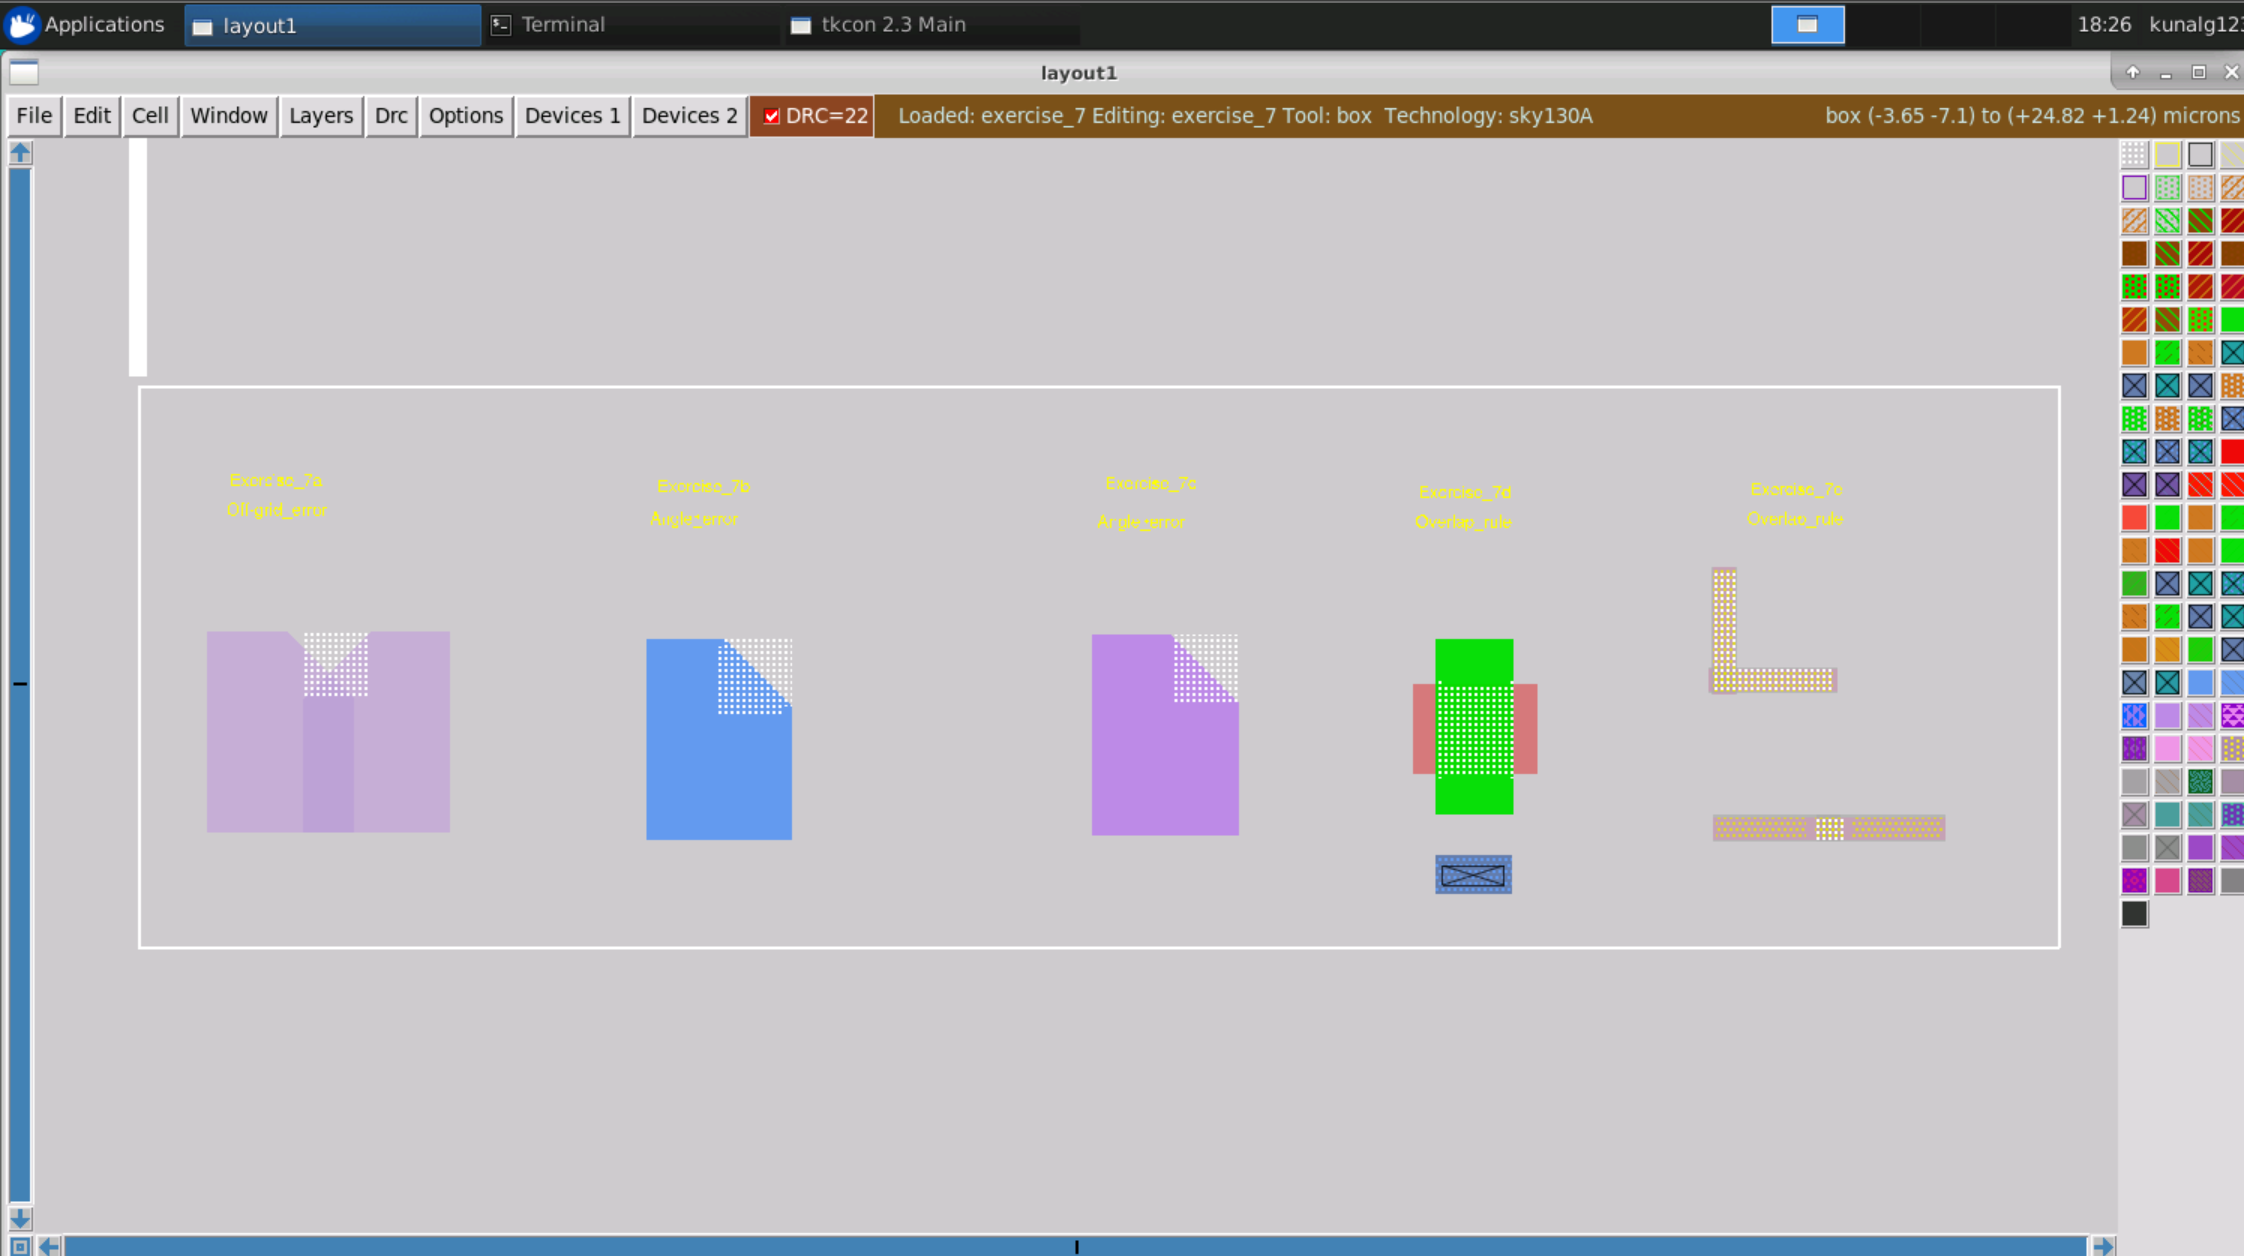 Applications
layout1
Terminal
tkcon 2.3 Main
18:26
layout1
File Edit Cell Window Layers Drc Options Devices 1 Devices 2 DRC=22 Loaded: exercise_7 Editing: exercise_7 Tool: box Technology: sky130A box (-3.65 -7.1) to (+24.82 +1.24) microns
Exercise_7a
Off-grid_error
Exercise_7b
Angle_error
Exercise_7c
Angle_error
Exercise_7d
Overlap_rule
Exercise_7e
Overlap_rule